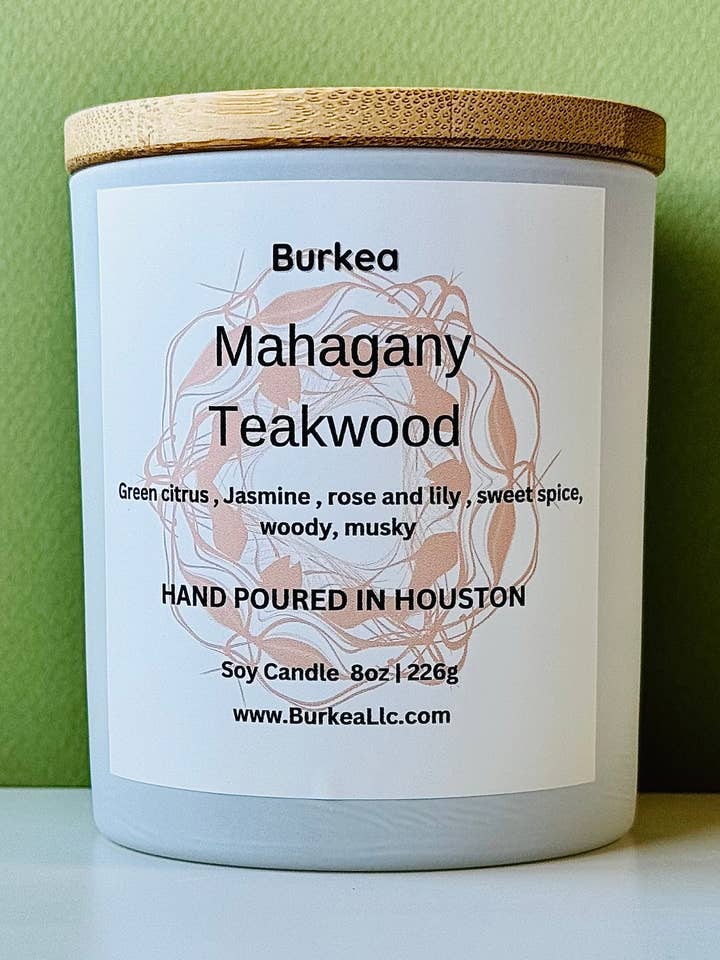 Burkea
Mahagany
Teakwood
Green citrus , Jasmine , rose and lily , sweet spice,
woody, musky
HAND POURED IN HOUSTON
Soy Candle 8oz | 226g
www.BurkeaLlc.com